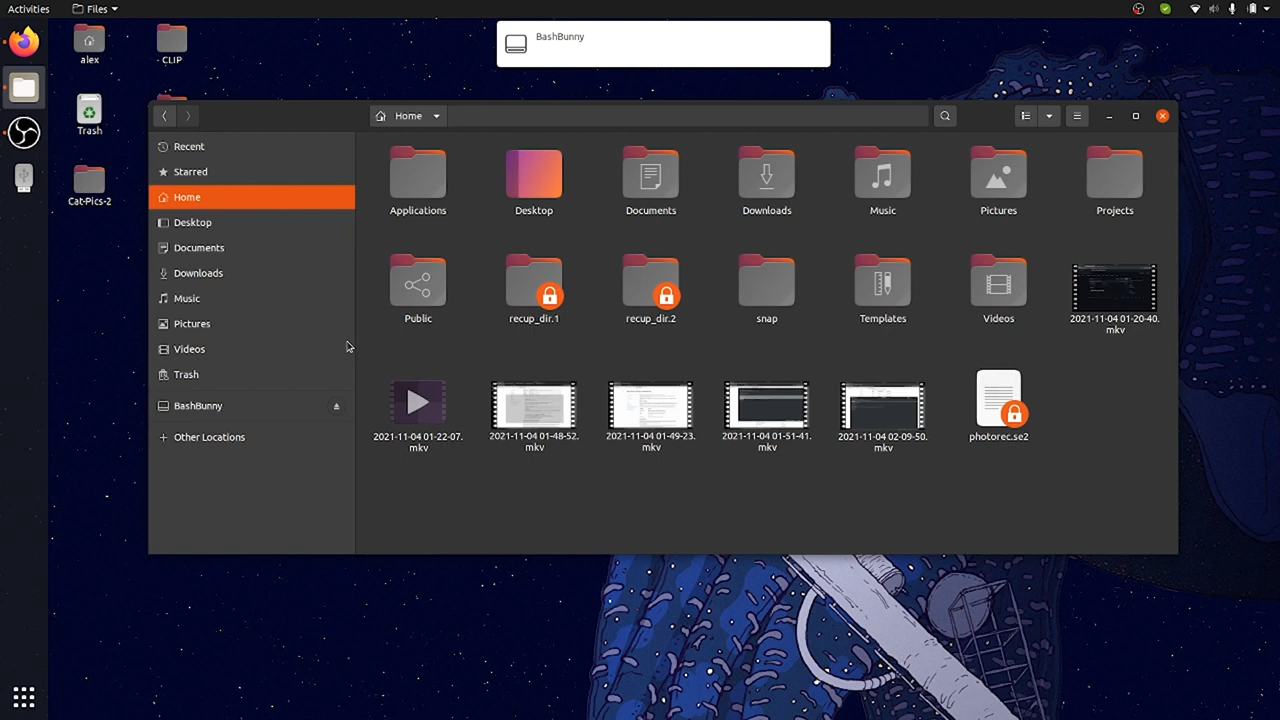 Activities
Files
alex
CLIP
Trash
Cat-Pics-2
BashBunny
Home
Recent
Starred
Home
Desktop
Documents
Downloads
Music
Pictures
Videos
Trash
BashBunny
Other Locations
Applications
Desktop
Documents
Downloads
Music
Pictures
Projects
Public
recup_dir.1
recup_dir.2
snap
Templates
Videos
2021-11-04 01-20-40.
mkv
2021-11-04 01-22-07.
mkv
2021-11-04 01-48-52.
mkv
2021-11-04 01-49-23.
mkv
2021-11-04 01-51-41.
mkv
2021-11-04 02-09-50.
mkv
photorec.se2